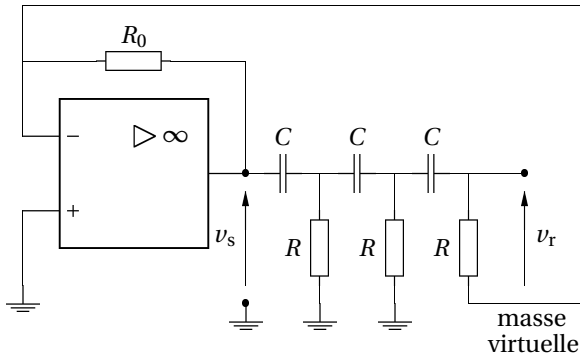 R₀
− ▷ ∞
C C C
+
vₛ R R R vᵣ
masse
virtuelle